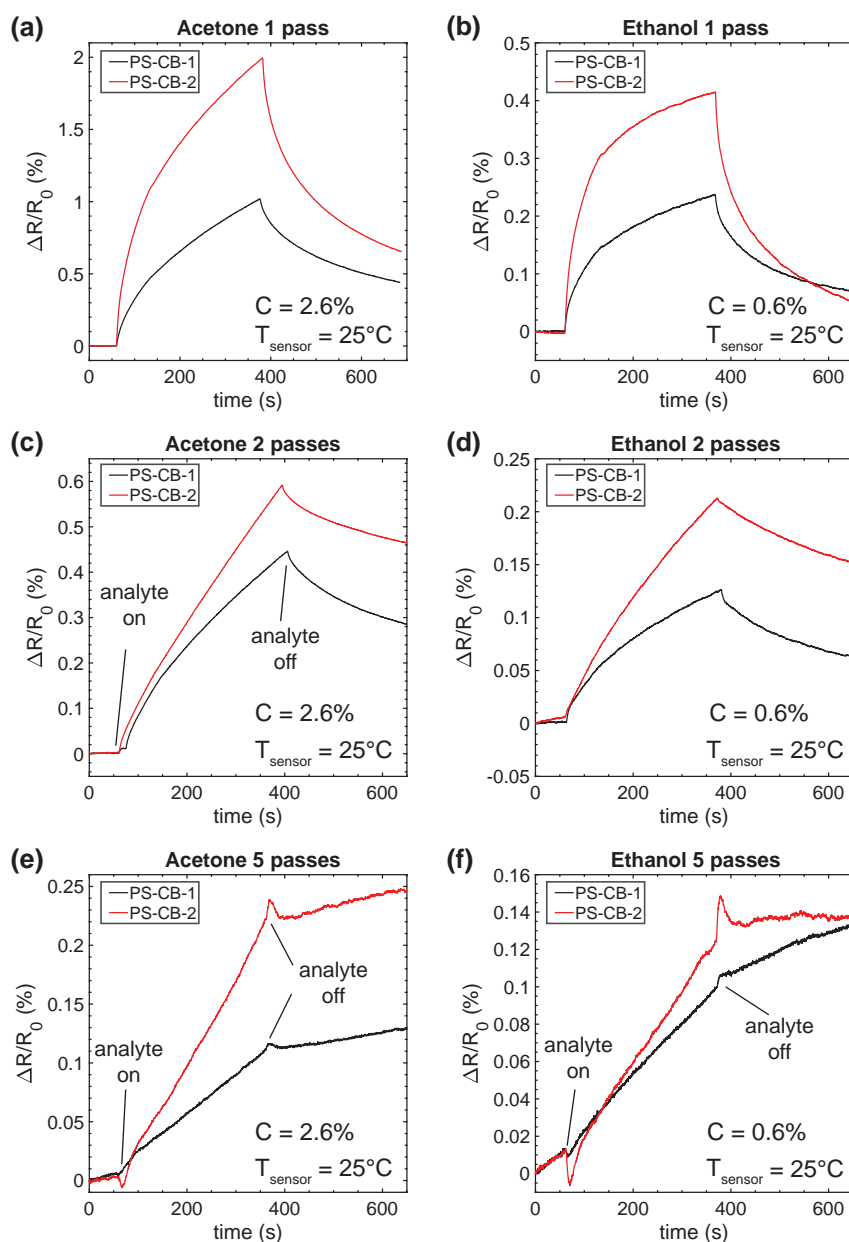 (a)
Acetone 1 pass
PS-CB-1
PS-CB-2
2
1.5
1
0.5
0
ΔR/R0 (%)
C = 2.6%
Tsensor = 25°C
0 200 400 600
time (s)
(b)
Ethanol 1 pass
PS-CB-1
PS-CB-2
0.5
0.4
0.3
0.2
0.1
0
ΔR/R0 (%)
C = 0.6%
Tsensor = 25°C
0 200 400 600
time (s)
(c)
Acetone 2 passes
PS-CB-1
PS-CB-2
0.6
0.5
0.4
0.3
0.2
0.1
0
ΔR/R0 (%)
analyte
on
analyte
off
C = 2.6%
Tsensor = 25°C
0 200 400 600
time (s)
(d)
Ethanol 2 passes
PS-CB-1
PS-CB-2
0.25
0.2
0.15
0.1
0.05
0
-0.05
ΔR/R0 (%)
C = 0.6%
Tsensor = 25°C
0 200 400 600
time (s)
(e)
Acetone 5 passes
PS-CB-1
PS-CB-2
0.25
0.2
0.15
0.1
0.05
0
ΔR/R0 (%)
analyte
off
analyte
on
C = 2.6%
Tsensor = 25°C
0 200 400 600
time (s)
(f)
Ethanol 5 passes
PS-CB-1
PS-CB-2
0.16
0.14
0.12
0.1
0.08
0.06
0.04
0.02
0
ΔR/R0 (%)
analyte
off
analyte
on
C = 0.6%
Tsensor = 25°C
0 200 400 600
time (s)